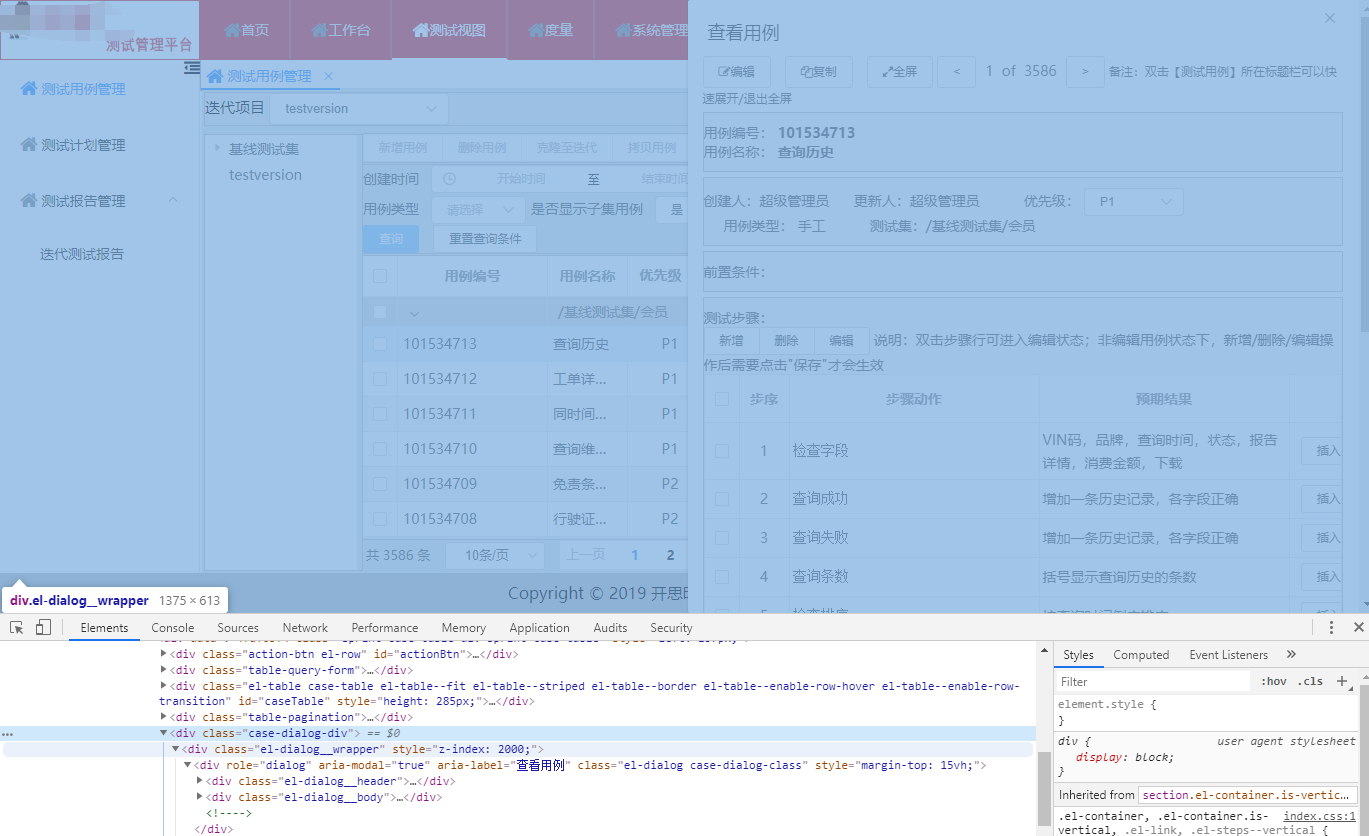 测试管理平台
首页
工作台
测试视图
度量
系统管理
查看用例
测试用例管理
测试计划管理
测试报告管理
迭代测试报告
测试用例管理 ×
迭代项目 testversion
基线测试集
testversion
新增用例 删除用例 克隆至迭代 拷贝用例
创建时间 开始时间 至 结束时间
用例类型 请选择 是否显示子集用例 是
查询 重置查询条件
用例编号 用例名称 优先级
/基线测试集/会员
101534713 查询历史 P1
101534712 工单详... P1
101534711 同时间... P1
101534710 查询维... P1
101534709 免责条... P2
101534708 行驶证... P2
共 3586 条 10条/页 上一页 1 2
编辑 复制 全屏 < 1 of 3586 > 备注：双击【测试用例】所在标题栏可以快
速展开/退出全屏
用例编号： 101534713
用例名称： 查询历史
创建人：超级管理员 更新人：超级管理员 优先级： P1
用例类型： 手工 测试集：/基线测试集/会员
前置条件：
测试步骤：
新增 删除 编辑 说明：双击步骤行可进入编辑状态；非编辑用例状态下，新增/删除/编辑操
作后需要点击"保存"才会生效
步序 步骤动作 预期结果
1 检查字段 VIN码，品牌，查询时间，状态，报告
详情，消费金额，下载 插入
2 查询成功 增加一条历史记录，各字段正确 插入
3 查询失败 增加一条历史记录，各字段正确 插入
4 查询条数 括号显示查询历史的条数 插入
Copyright © 2019 开思
div.el-dialog__wrapper 1375 × 613
Elements Console Sources Network Performance Memory Application Audits Security
<div class="action-btn el-row" id="actionBtn">…</div>
<div class="table-query-form">…</div>
<div class="el-table case-table el-table--fit el-table--striped el-table--border el-table--enable-row-hover el-table--enable-row-
transition" id="caseTable" style="height: 285px;">…</div>
<div class="table-pagination">…</div>
<div class="case-dialog-div"> == $0
<div class="el-dialog__wrapper" style="z-index: 2000;">
<div role="dialog" aria-modal="true" aria-label="查看用例" class="el-dialog case-dialog-class" style="margin-top: 15vh;">
<div class="el-dialog__header">…</div>
<div class="el-dialog__body">…</div>
<!---->
</div>
Styles Computed Event Listeners »
Filter :hov .cls +
element.style {
}
div { user agent stylesheet
display: block;
}
Inherited from section.el-container.is-vertic…
.el-container, .el-container.is- index.css:1
vertical, .el-link, .el-steps--vertical {